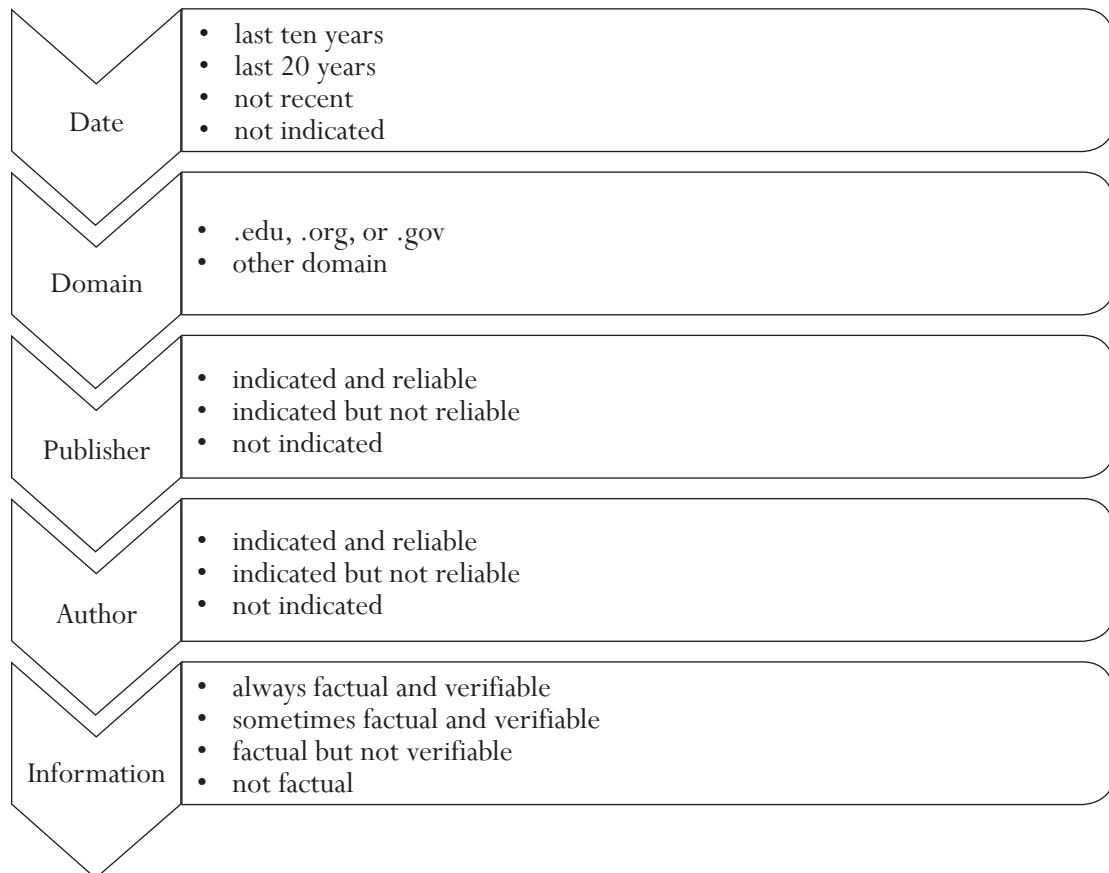 Date
• last ten years
• last 20 years
• not recent
• not indicated
Domain
• .edu, .org, or .gov
• other domain
Publisher
• indicated and reliable
• indicated but not reliable
• not indicated
Author
• indicated and reliable
• indicated but not reliable
• not indicated
Information
• always factual and verifiable
• sometimes factual and verifiable
• factual but not verifiable
• not factual